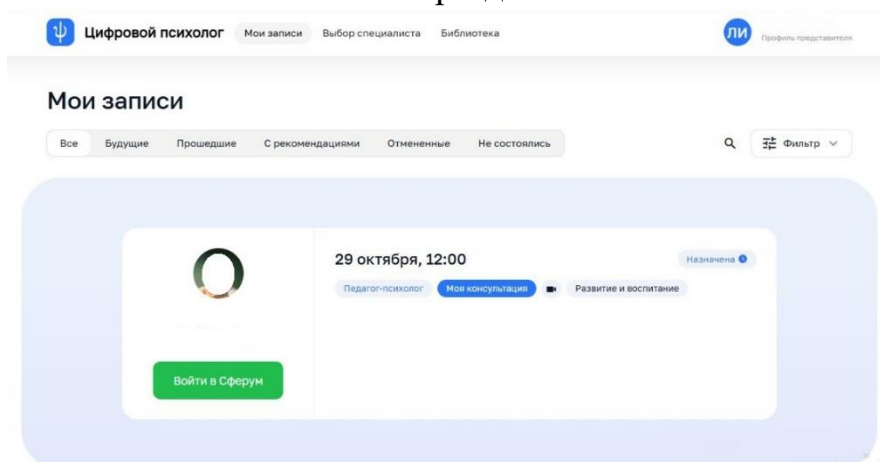 Цифровой психолог Мои записи Выбор специалиста Библиотека ЛИ Профиль представителя
Мои записи
Все Будущие Прошедшие С рекомендациями Отмененные Не состоялись Фильтр
29 октября, 12:00 Назначена
Педагог-психолог Моя консультация Развитие и воспитание
Войти в Сферум